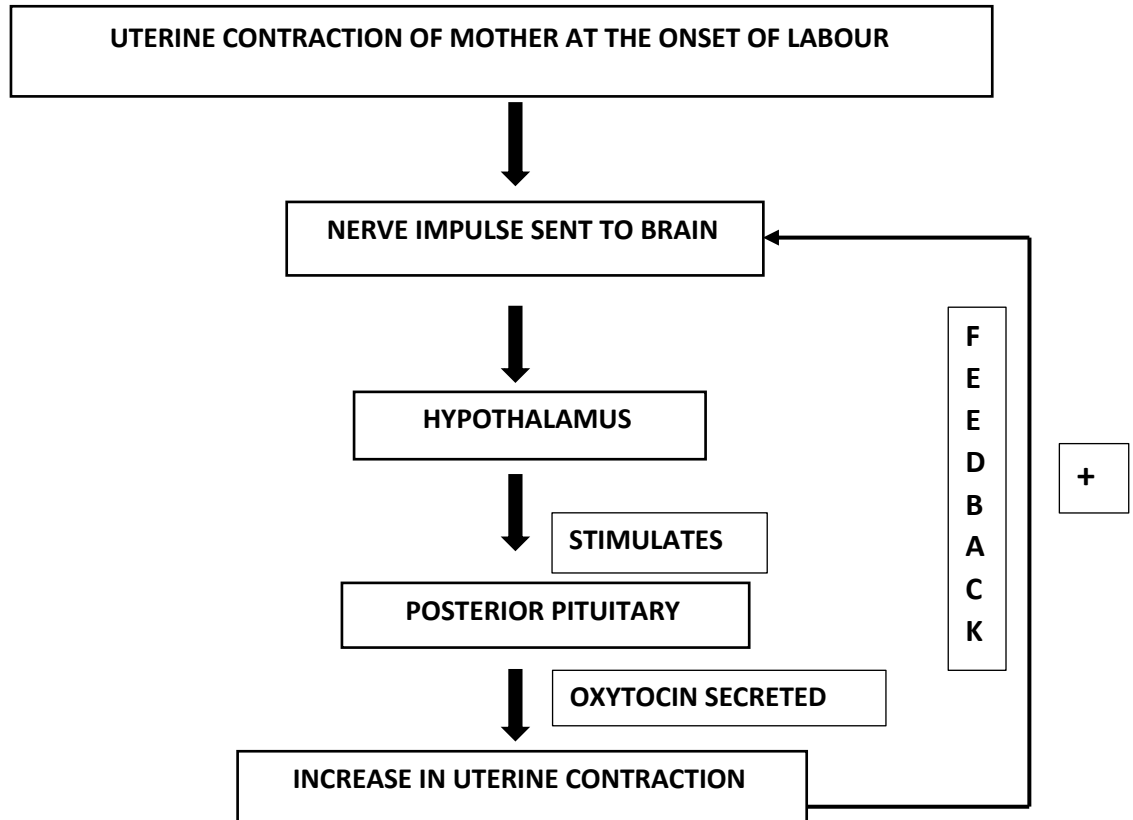 UTERINE CONTRACTION OF MOTHER AT THE ONSET OF LABOUR
NERVE IMPULSE SENT TO BRAIN
HYPOTHALAMUS
STIMULATES
POSTERIOR PITUITARY
OXYTOCIN SECRETED
INCREASE IN UTERINE CONTRACTION
F
E
E
D
B
A
C
K
+